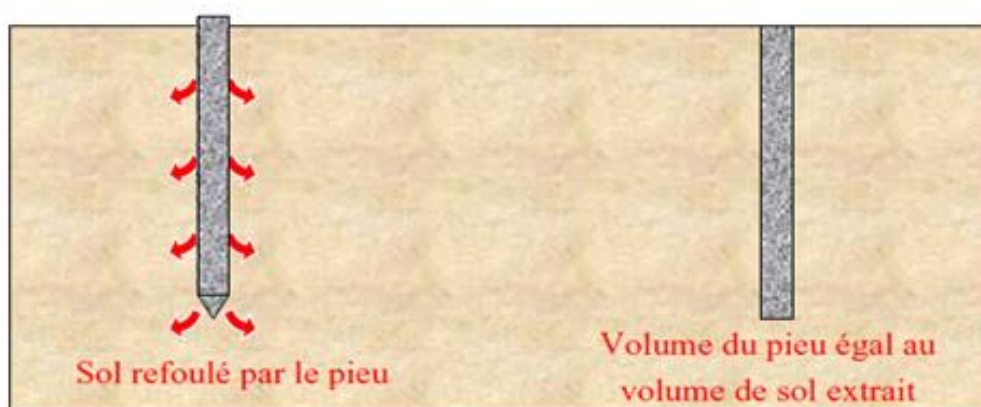 Sol refoulé par le pieu
Volume du pieu égal au
volume de sol extrait